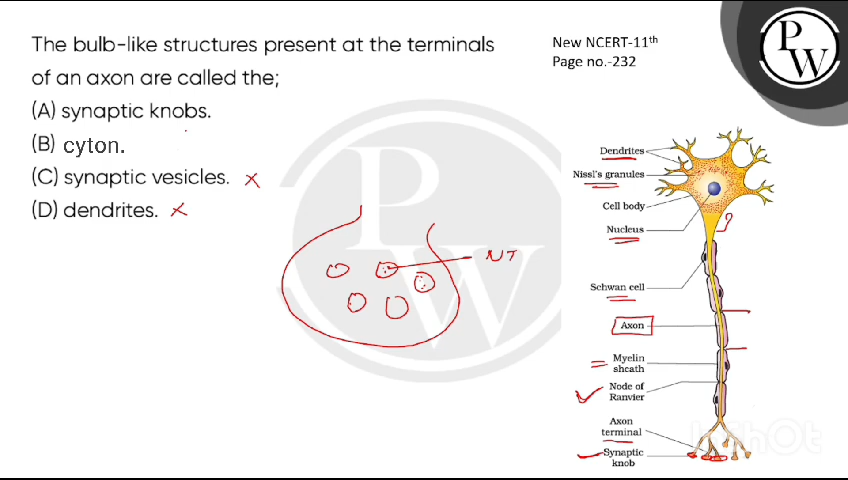 The bulb-like structures present at the terminals
of an axon are called the;
(A) synaptic knobs.
(B) cyton.
(C) synaptic vesicles. ×
(D) dendrites. ×
New NCERT-11th
Page no.-232
P
W
P
W
NT
Dendrites
Nissl's granules
Cell body
Nucleus
Schwan cell
Axon
Myelin
sheath
Node of
Ranvier
Axon
terminal
Synaptic
knob